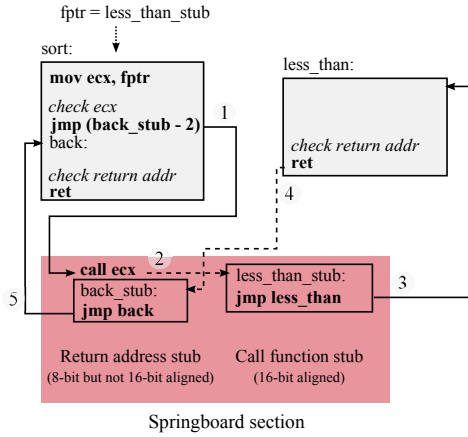 fptr = less_than_stub
sort:
mov ecx, fptr
check ecx
jmp (back_stub - 2)
back:
check return addr
ret
less_than:
check return addr
ret
1
4
2
call ecx
back_stub:
jmp back
less_than_stub:
jmp less_than
3
5
Return address stub
(8-bit but not 16-bit aligned)
Call function stub
(16-bit aligned)
Springboard section